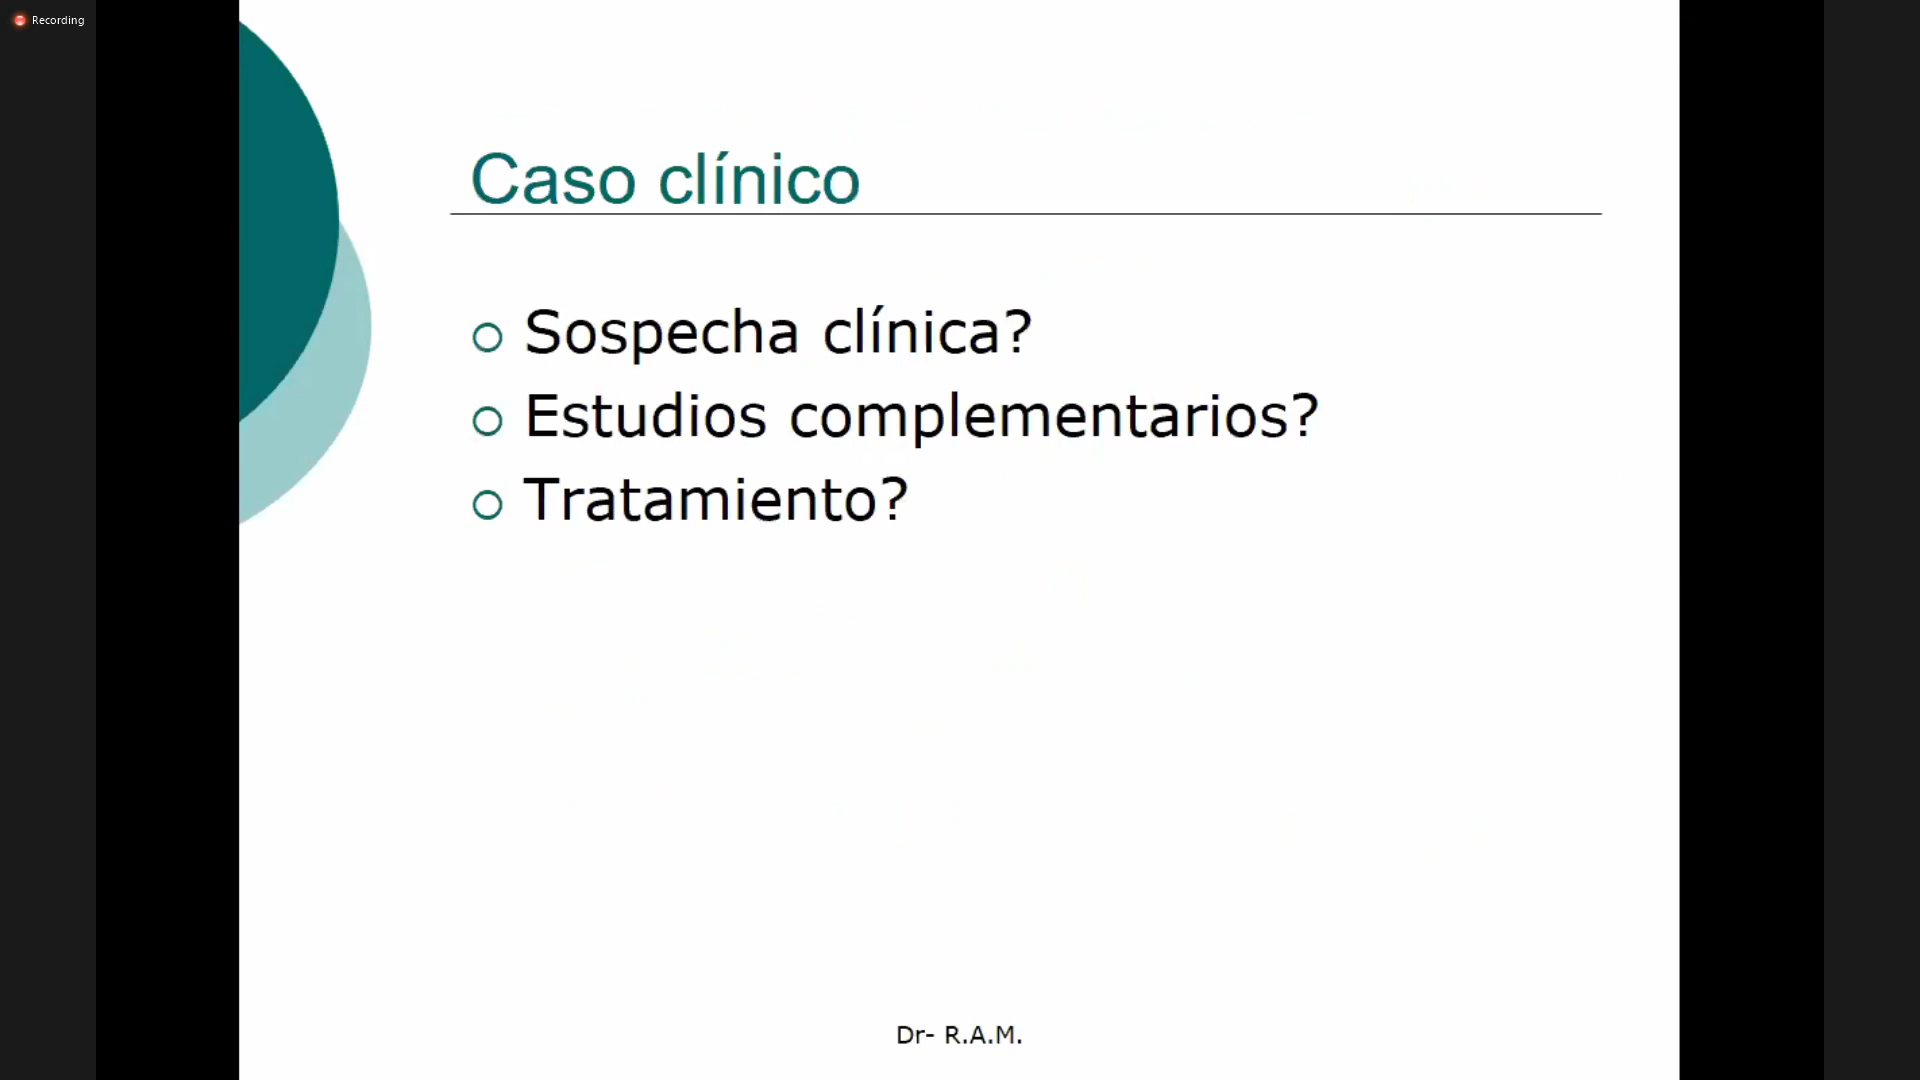 Recording
Caso clínico
Sospecha clínica?
Estudios complementarios?
Tratamiento?
Dr- R.A.M.